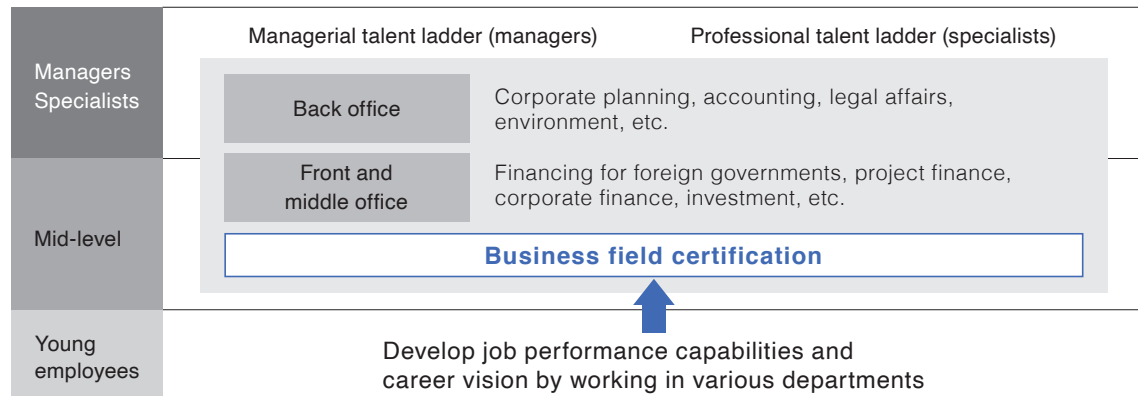 Managerial talent ladder (managers)
Professional talent ladder (specialists)
Managers
Specialists
Back office
Corporate planning, accounting, legal affairs,
environment, etc.
Front and
middle office
Financing for foreign governments, project finance,
corporate finance, investment, etc.
Mid-level
Business field certification
Young
employees
Develop job performance capabilities and
career vision by working in various departments